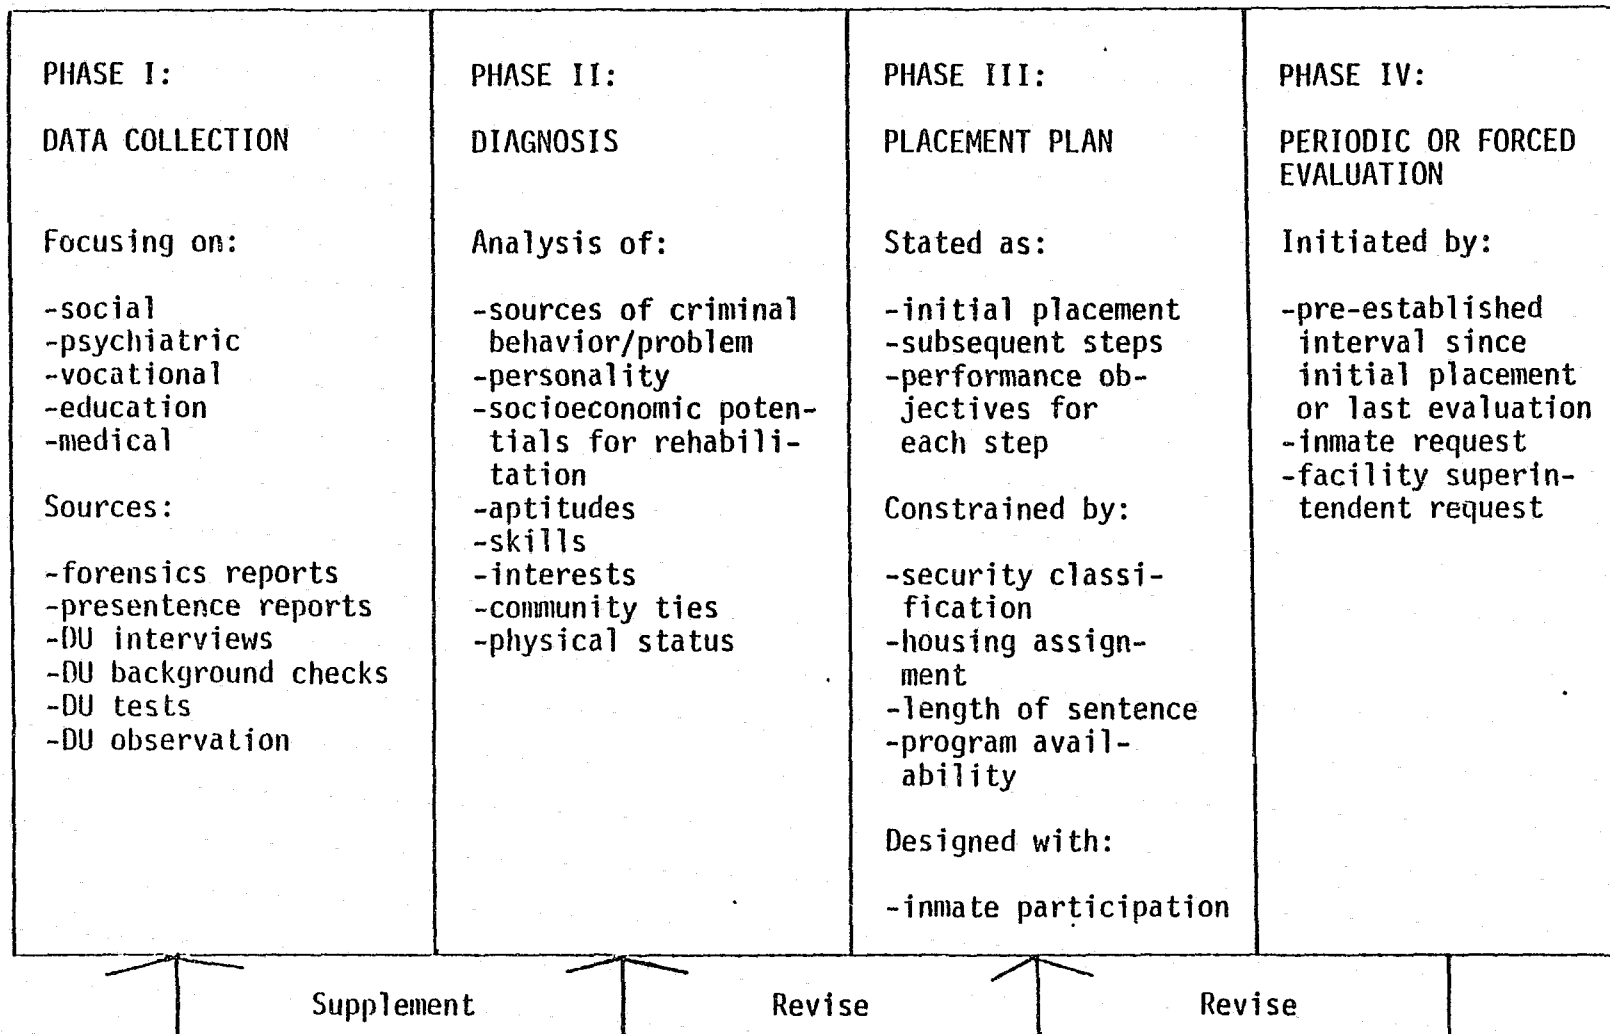 PHASE I:
DATA COLLECTION
Focusing on:
-social
-psychiatric
-vocational
-education
-medical
Sources:
-forensics reports
-presentence reports
-DU interviews
-DU background checks
-DU tests
-DU observation
PHASE II:
DIAGNOSIS
Analysis of:
-sources of criminal
behavior/problem
-personality
-socioeconomic poten-
tials for rehabili-
tation
-aptitudes
-skills
-interests
-community ties
-physical status
PHASE III:
PLACEMENT PLAN
Stated as:
-initial placement
-subsequent steps
-performance ob-
jectives for
each step
Constrained by:
-security classi-
fication
-housing assign-
ment
-length of sentence
-program avail-
ability
Designed with:
-inmate participation
PHASE IV:
PERIODIC OR FORCED
EVALUATION
Initiated by:
-pre-established
interval since
initial placement
or last evaluation
-inmate request
-facility superin-
tendent request
Supplement
Revise
Revise